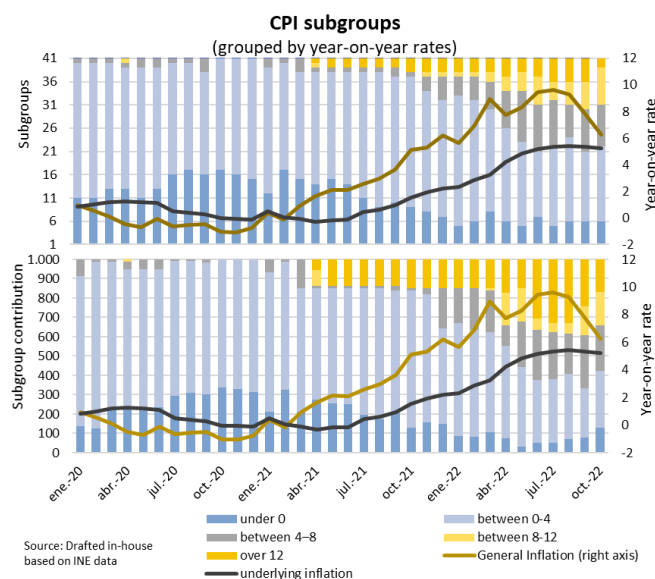 CPI subgroups
(grouped by year-on-year rates)
41
36
31
26
21
16
11
6
1
Subgroups
12
10
8
6
4
2
0
-2
Year-on-year rate
1.000
900
800
700
600
500
400
300
200
100
0
Subgroup contribution
12
10
8
6
4
2
0
-2
Year-on-year rate
ene.-20
abr.-20
jul.-20
oct.-20
ene.-21
abr.-21
jul.-21
oct.-21
ene.-22
abr.-22
jul.-22
oct.-22
under 0
between 0-4
between 4–8
between 8-12
over 12
General Inflation (right axis)
underlying inflation
Source: Drafted in-house
based on INE data